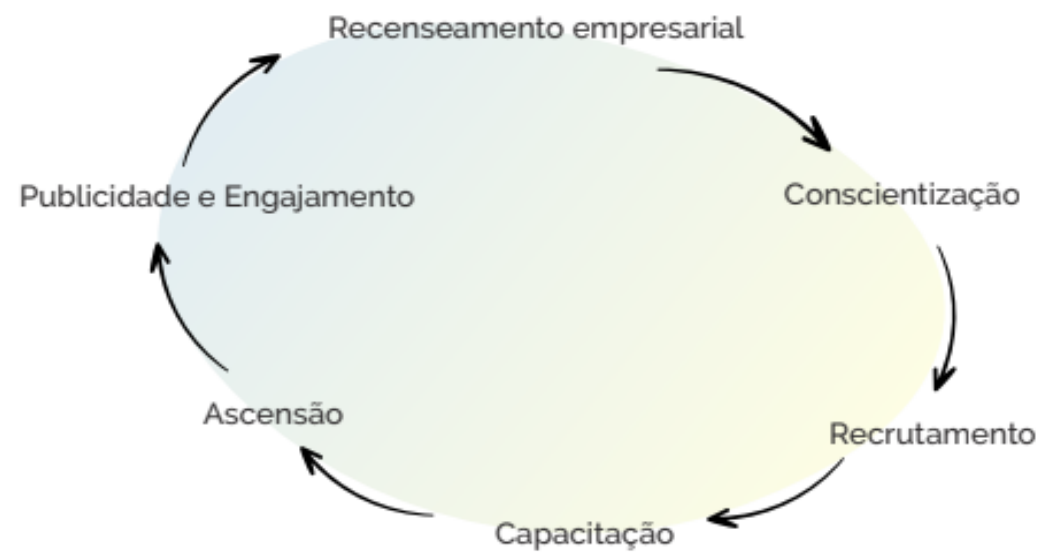 Recenseamento empresarial
Conscientização
Recrutamento
Capacitação
Ascensão
Publicidade e Engajamento